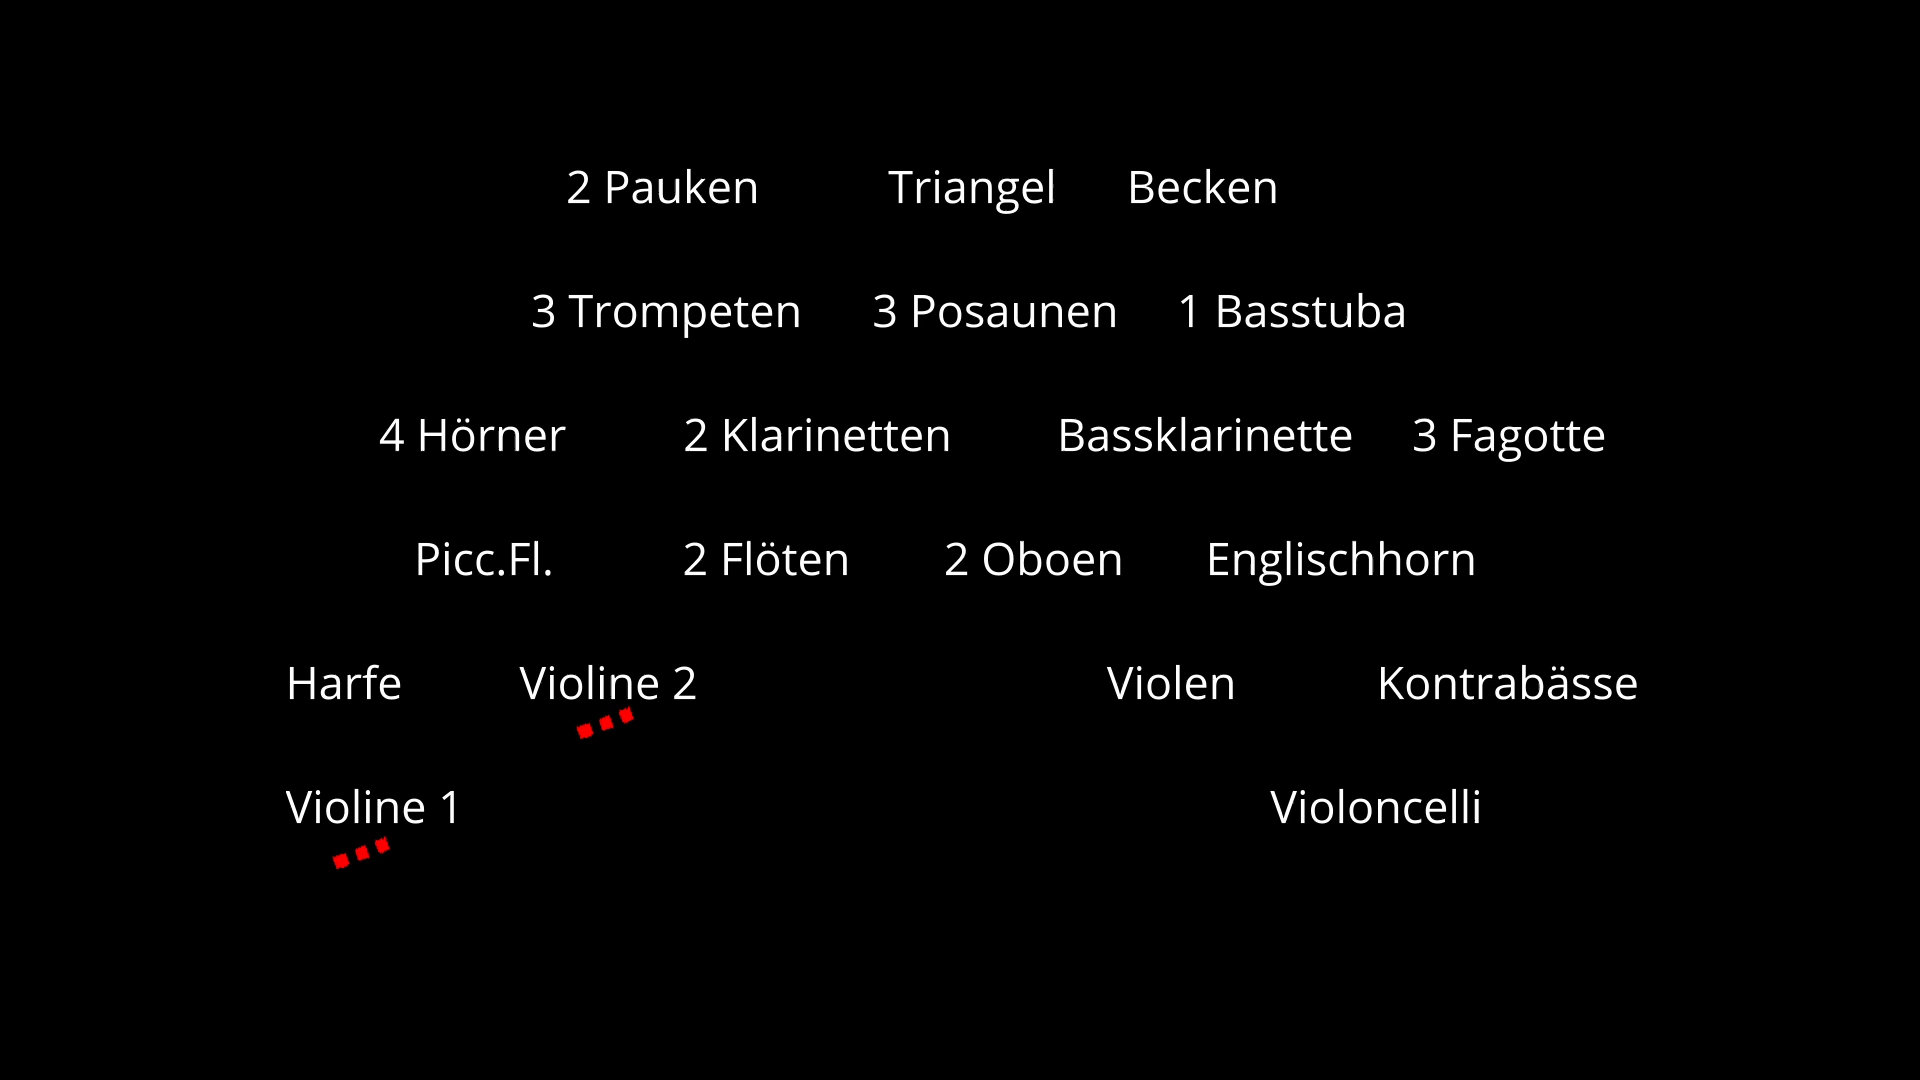 2 Pauken Triangel Becken
3 Trompeten 3 Posaunen 1 Basstuba
4 Hörner 2 Klarinetten Bassklarinette 3 Fagotte
Picc.Fl. 2 Flöten 2 Oboen Englischhorn
Harfe Violine 2 Violen Kontrabässe
Violine 1 Violoncelli